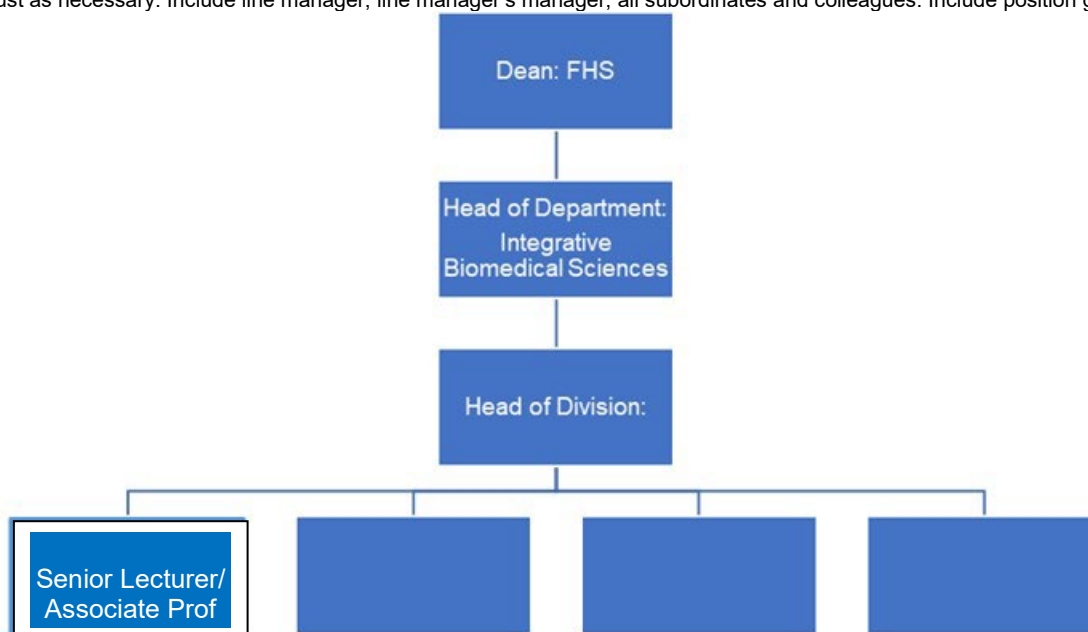 ust as necessary. Include line manager, line manager's manager, all subordinates and colleagues. Include position g
Dean: FHS
Head of Department:
Integrative
Biomedical Sciences
Head of Division:
Senior Lecturer/
Associate Prof